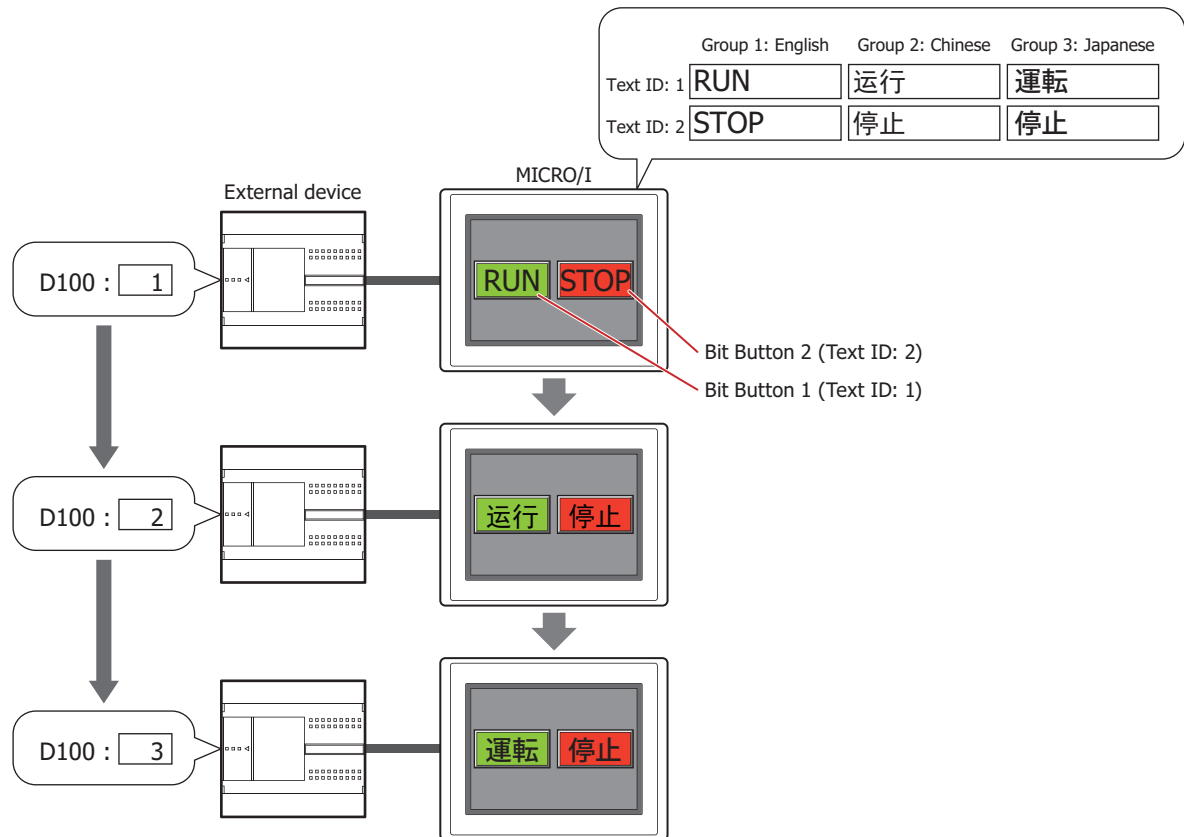 Group 1: English Group 2: Chinese Group 3: Japanese
Text ID: 1 RUN 运行 運転
Text ID: 2 STOP 停止 停止
MICRO/I
External device
D100 : 1
RUN STOP
Bit Button 2 (Text ID: 2)
Bit Button 1 (Text ID: 1)
D100 : 2
运行 停止
D100 : 3
運転 停止